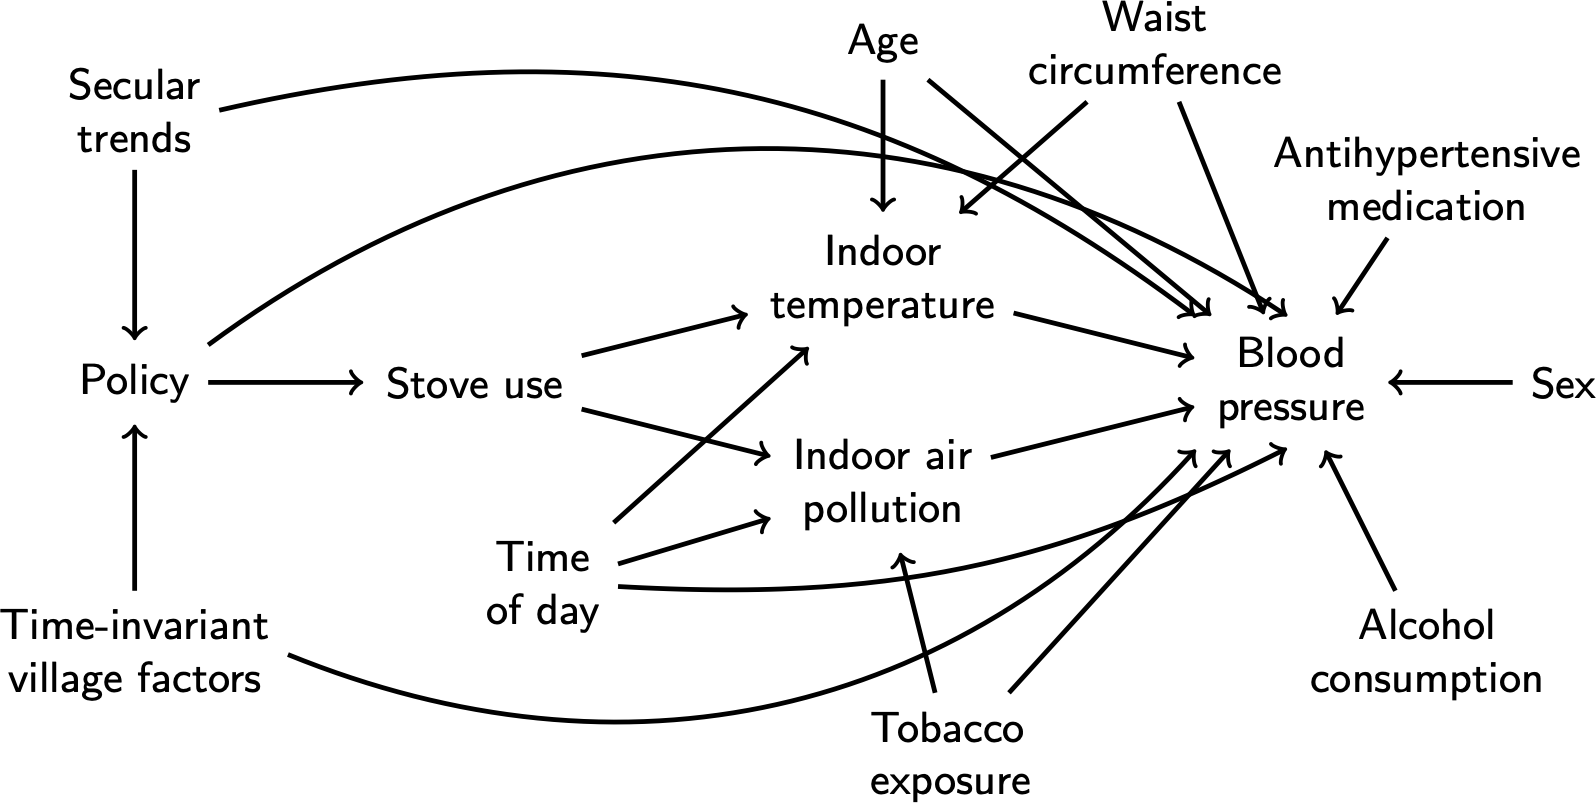 Secular
trends
Age
Waist
circumference
Antihypertensive
medication
Indoor
temperature
Policy
Stove use
Blood
pressure
Sex
Indoor air
pollution
Time
of day
Time-invariant
village factors
Alcohol
consumption
Tobacco
exposure